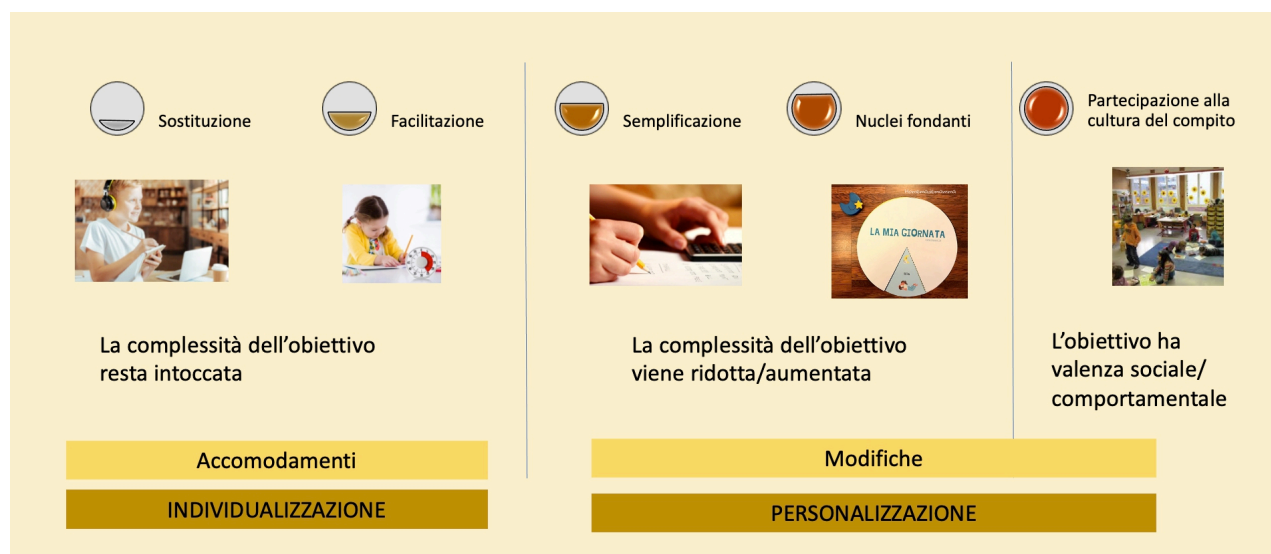 Sostituzione
Facilitazione
Semplificazione
Nuclei fondanti
Partecipazione alla
cultura del compito
LA MIA GIORNATA
La complessità dell’obiettivo
resta intoccata
La complessità dell’obiettivo
viene ridotta/aumentata
L’obiettivo ha
valenza sociale/
comportamentale
Accomodamenti
Modifiche
INDIVIDUALIZZAZIONE
PERSONALIZZAZIONE